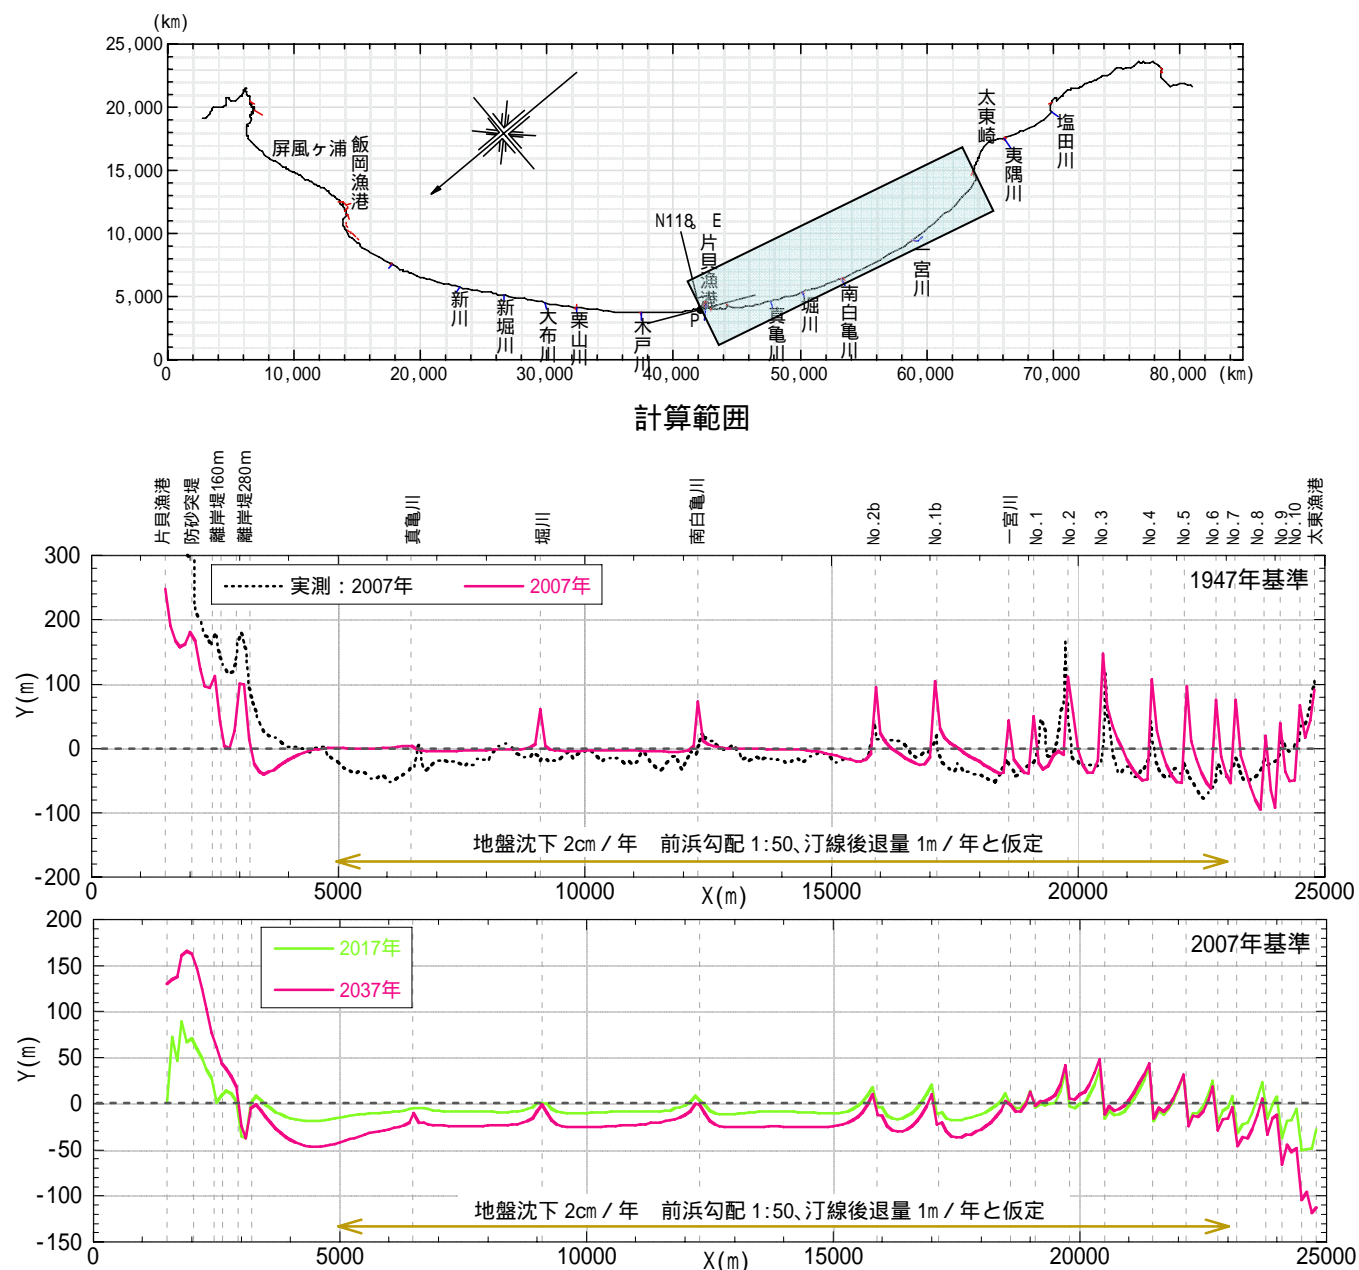 (㎞)
25,000
20,000
15,000
10,000
5,000
0
0
10,000
20,000
30,000
40,000
50,000
60,000
70,000
80,000
(㎞)
屏風ヶ浦
飯岡漁港
新川
新堀川
大布川
栗山川
木戸川
N118° E
片貝漁港
P
真亀川
堀川
南白亀川
一宮川
太東崎
夷隅川
塩田川
計算範囲
片貝漁港
防砂突堤
離岸堤160m
離岸堤280m
真亀川
堀川
南白亀川
No.2b
No.1b
一宮川
No.1
No.2
No.3
No.4
No.5
No.6
No.7
No.8
No.9
No.10
太東漁港
300
200
100
0
-100
-200
Y(m)
実測：2007年
2007年
1947年基準
地盤沈下 2cm/年 前浜勾配 1:50、汀線後退量 1m/年と仮定
0
5000
10000
15000
20000
25000
X(m)
200
150
100
50
0
-50
-100
-150
Y(m)
2017年
2037年
2007年基準
地盤沈下 2cm/年 前浜勾配 1:50、汀線後退量 1m/年と仮定
0
5000
10000
15000
20000
25000
X(m)